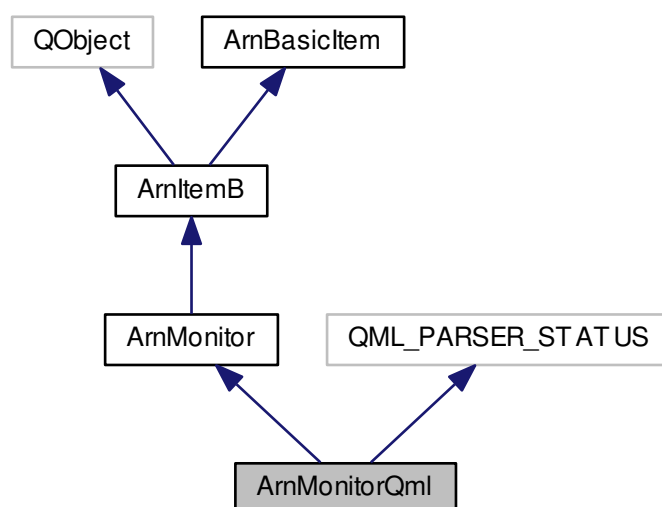 QObject
ArnBasicItem
ArnItemB
ArnMonitor
QML_PARSER_STATUS
ArnMonitorQml